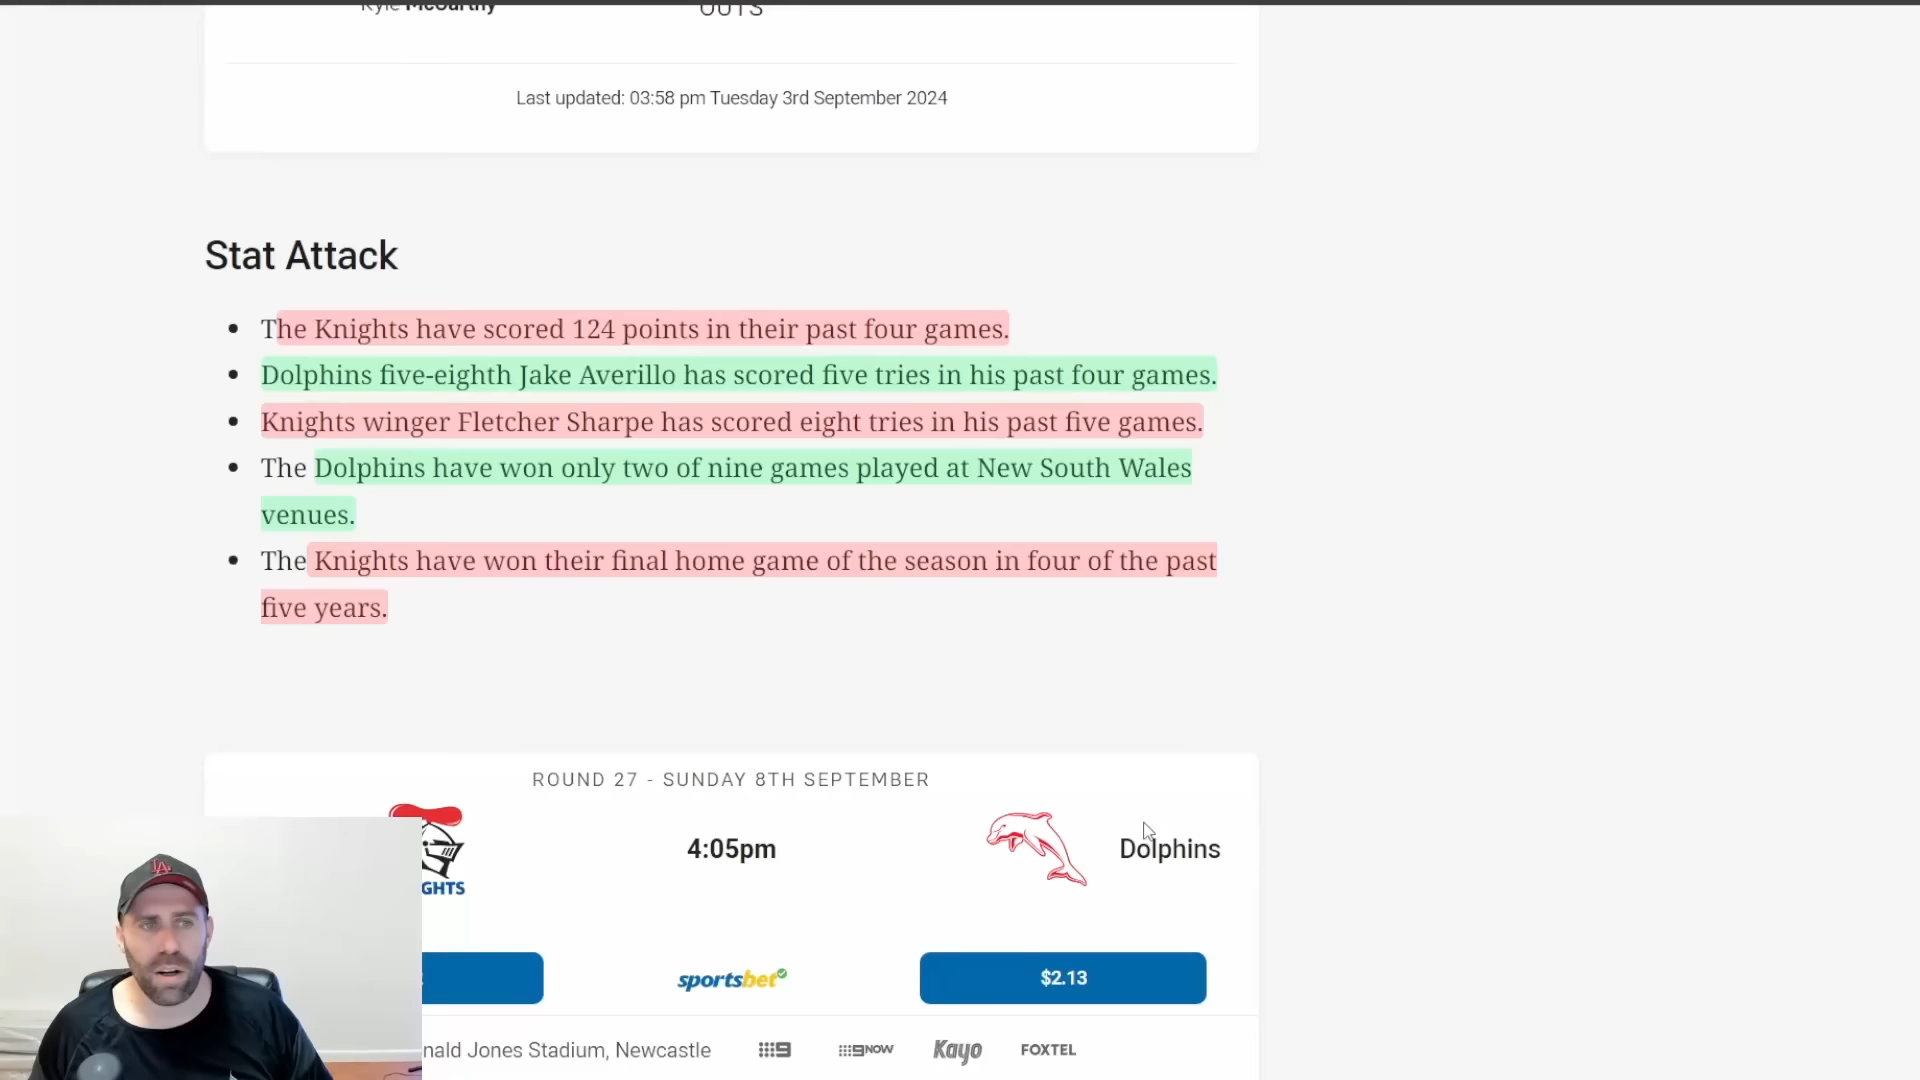 Kyle McCarthy
OUTS
Last updated: 03:58 pm Tuesday 3rd September 2024
Stat Attack
The Knights have scored 124 points in their past four games.
Dolphins five-eighth Jake Averillo has scored five tries in his past four games.
Knights winger Fletcher Sharpe has scored eight tries in his past five games.
The Dolphins have won only two of nine games played at New South Wales
venues.
The Knights have won their final home game of the season in four of the past
five years.
ROUND 27 - SUNDAY 8TH SEPTEMBER
GHTS
4:05pm
Dolphins
sportsbet
$2.13
nald Jones Stadium, Newcastle
9
9NOW
Kayo
FOXTEL
LA